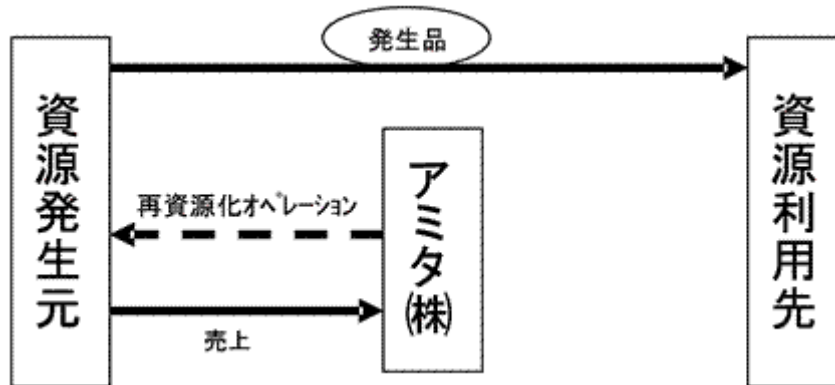 発生品
資源発生元
アミタ㈱
資源利用先
再資源化オペレーション
売上